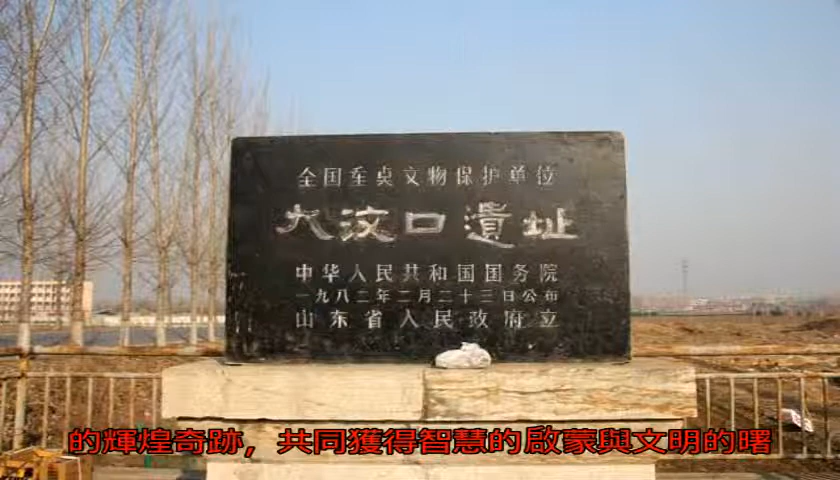 全国重点文物保护单位
大汶口遺址
中华人民共和国国务院
一九八二年二月二十三日公布
山东省人民政府立
的輝煌奇跡，共同獲得智慧的啟蒙與文明的曙